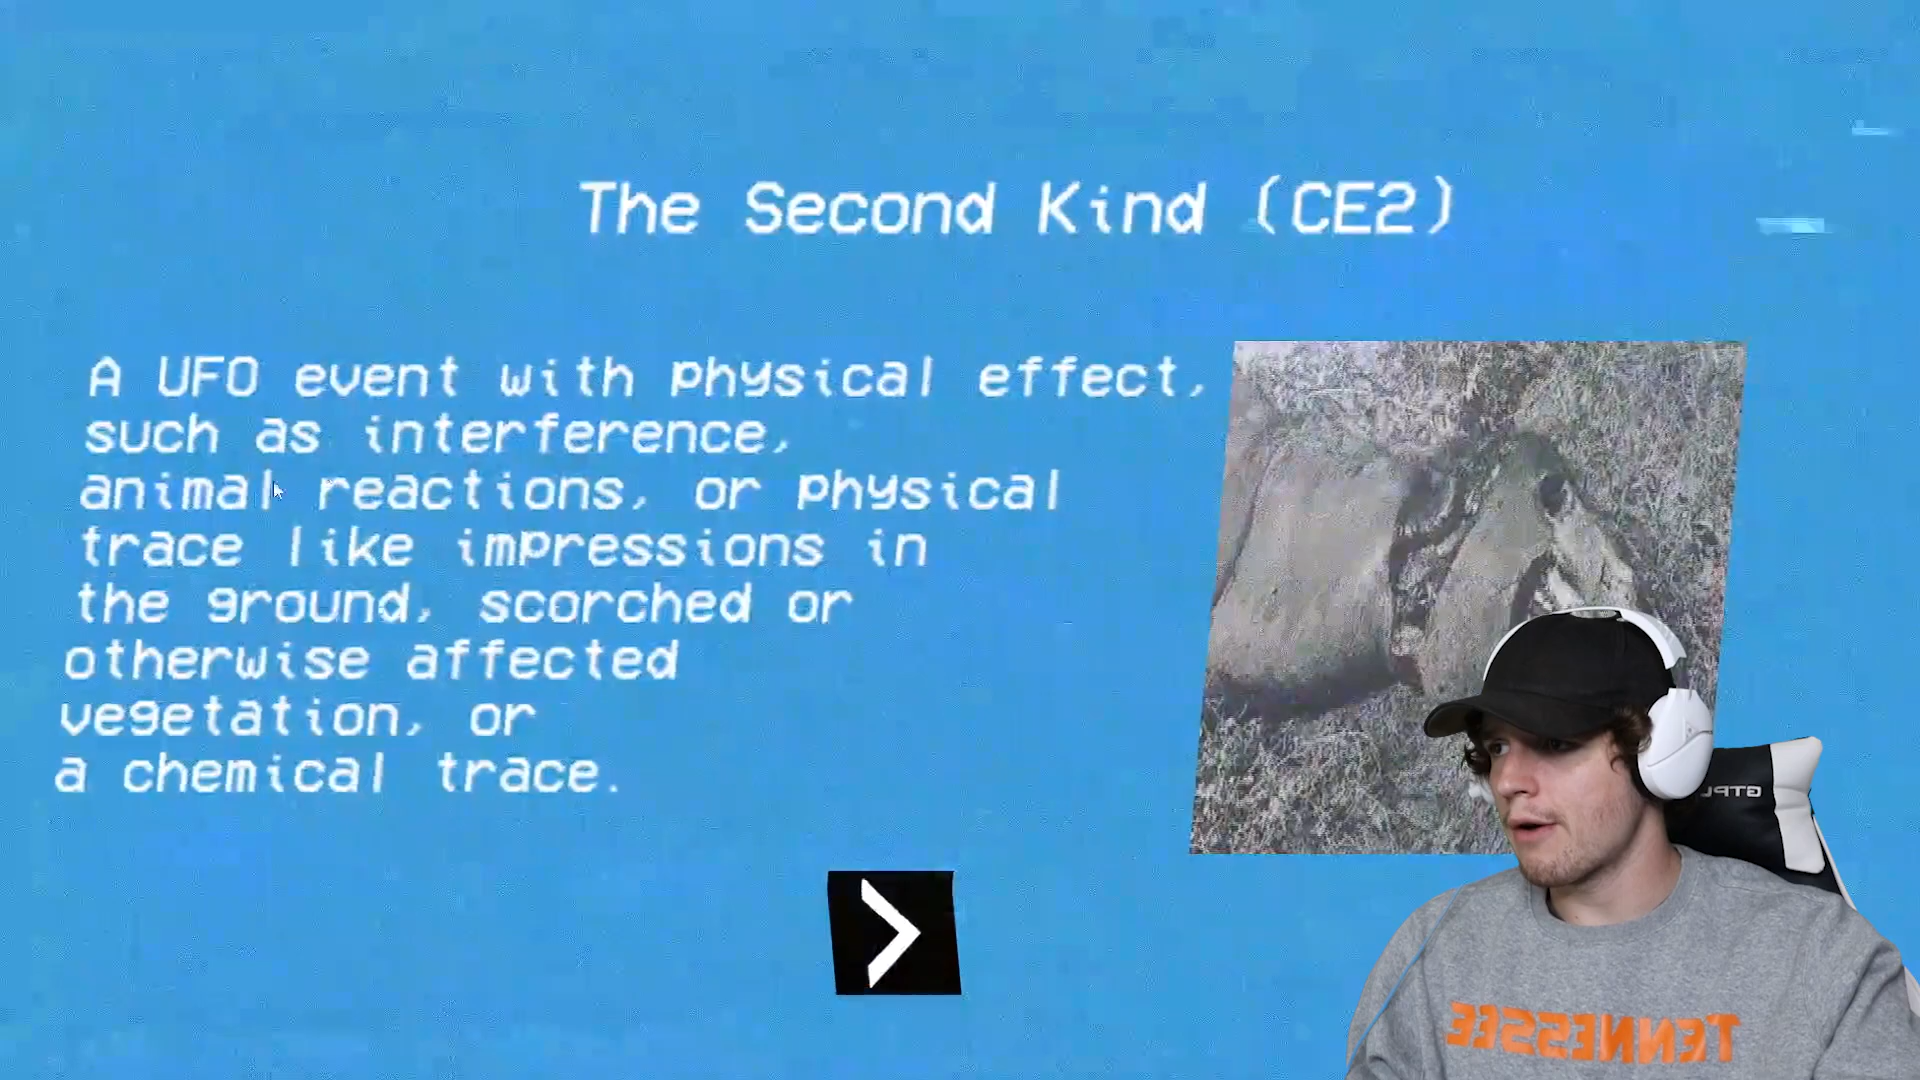 The Second Kind (CE2)
A UFO event with physical effect,
such as interference,
animal reactions, or physical
trace like impressions in
the ground, scorched or
otherwise affected
vegetation, or
a chemical trace.
TENNESSEE